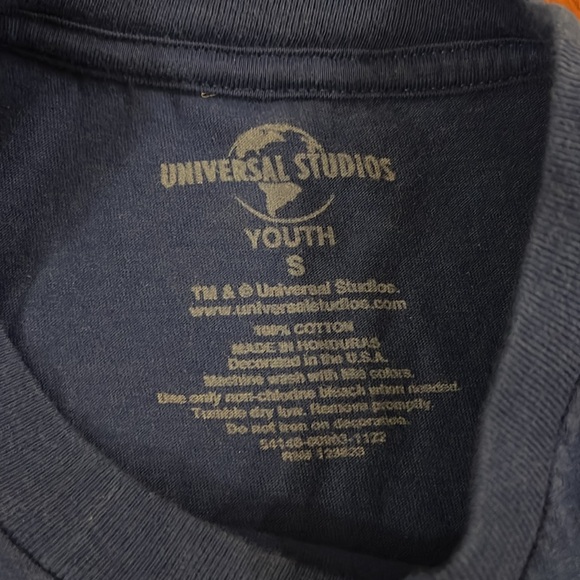 UNIVERSAL STUDIOS
YOUTH
S
TM & © Universal Studios.
www.universalstudios.com
100% COTTON
MADE IN HONDURAS
Decorated in the U.S.A.
Machine wash with like colors.
Use only non-chlorine bleach when needed.
Tumble dry low. Remove promptly.
Do not iron on decoration.
RN# 123823